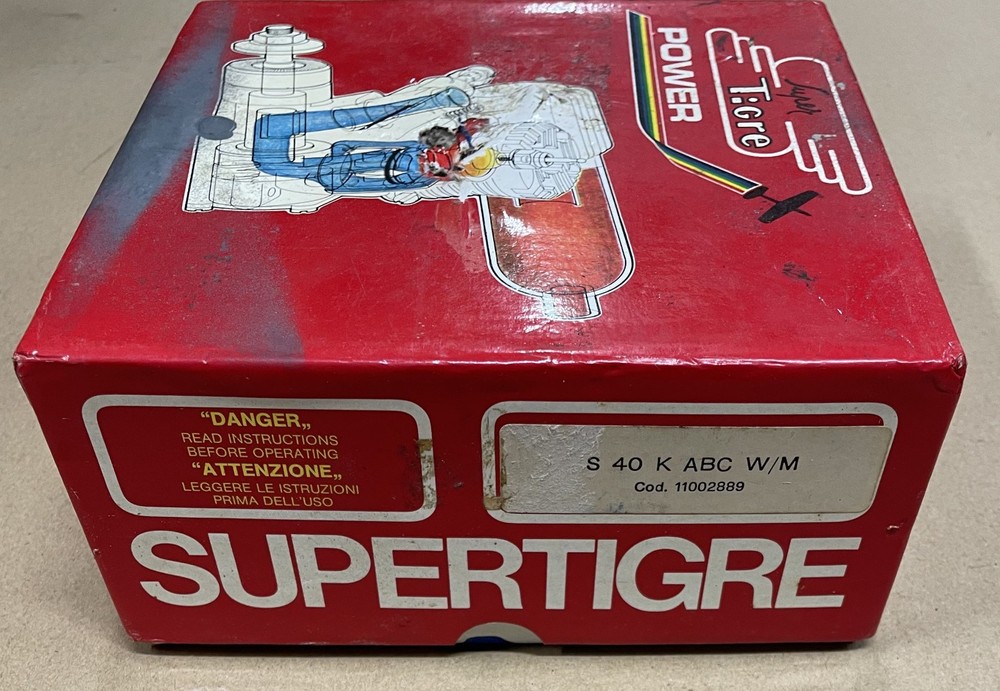 POWER
Super
Tigre
“DANGER„
READ INSTRUCTIONS
BEFORE OPERATING
“ATTENZIONE„
LEGGERE LE ISTRUZIONI
PRIMA DELL'USO
S 40 K ABC W/M
Cod. 11002889
SUPERTIGRE